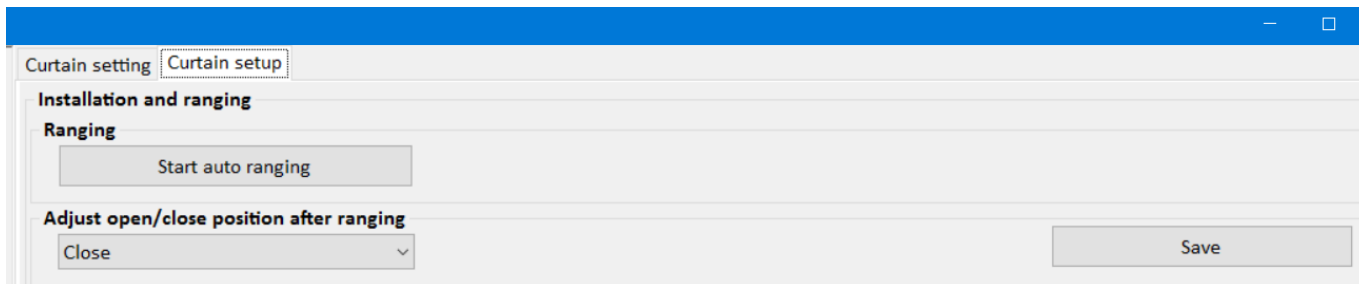 Curtain setting Curtain setup
Installation and ranging
Ranging
Start auto ranging
Adjust open/close position after ranging
Close
Save